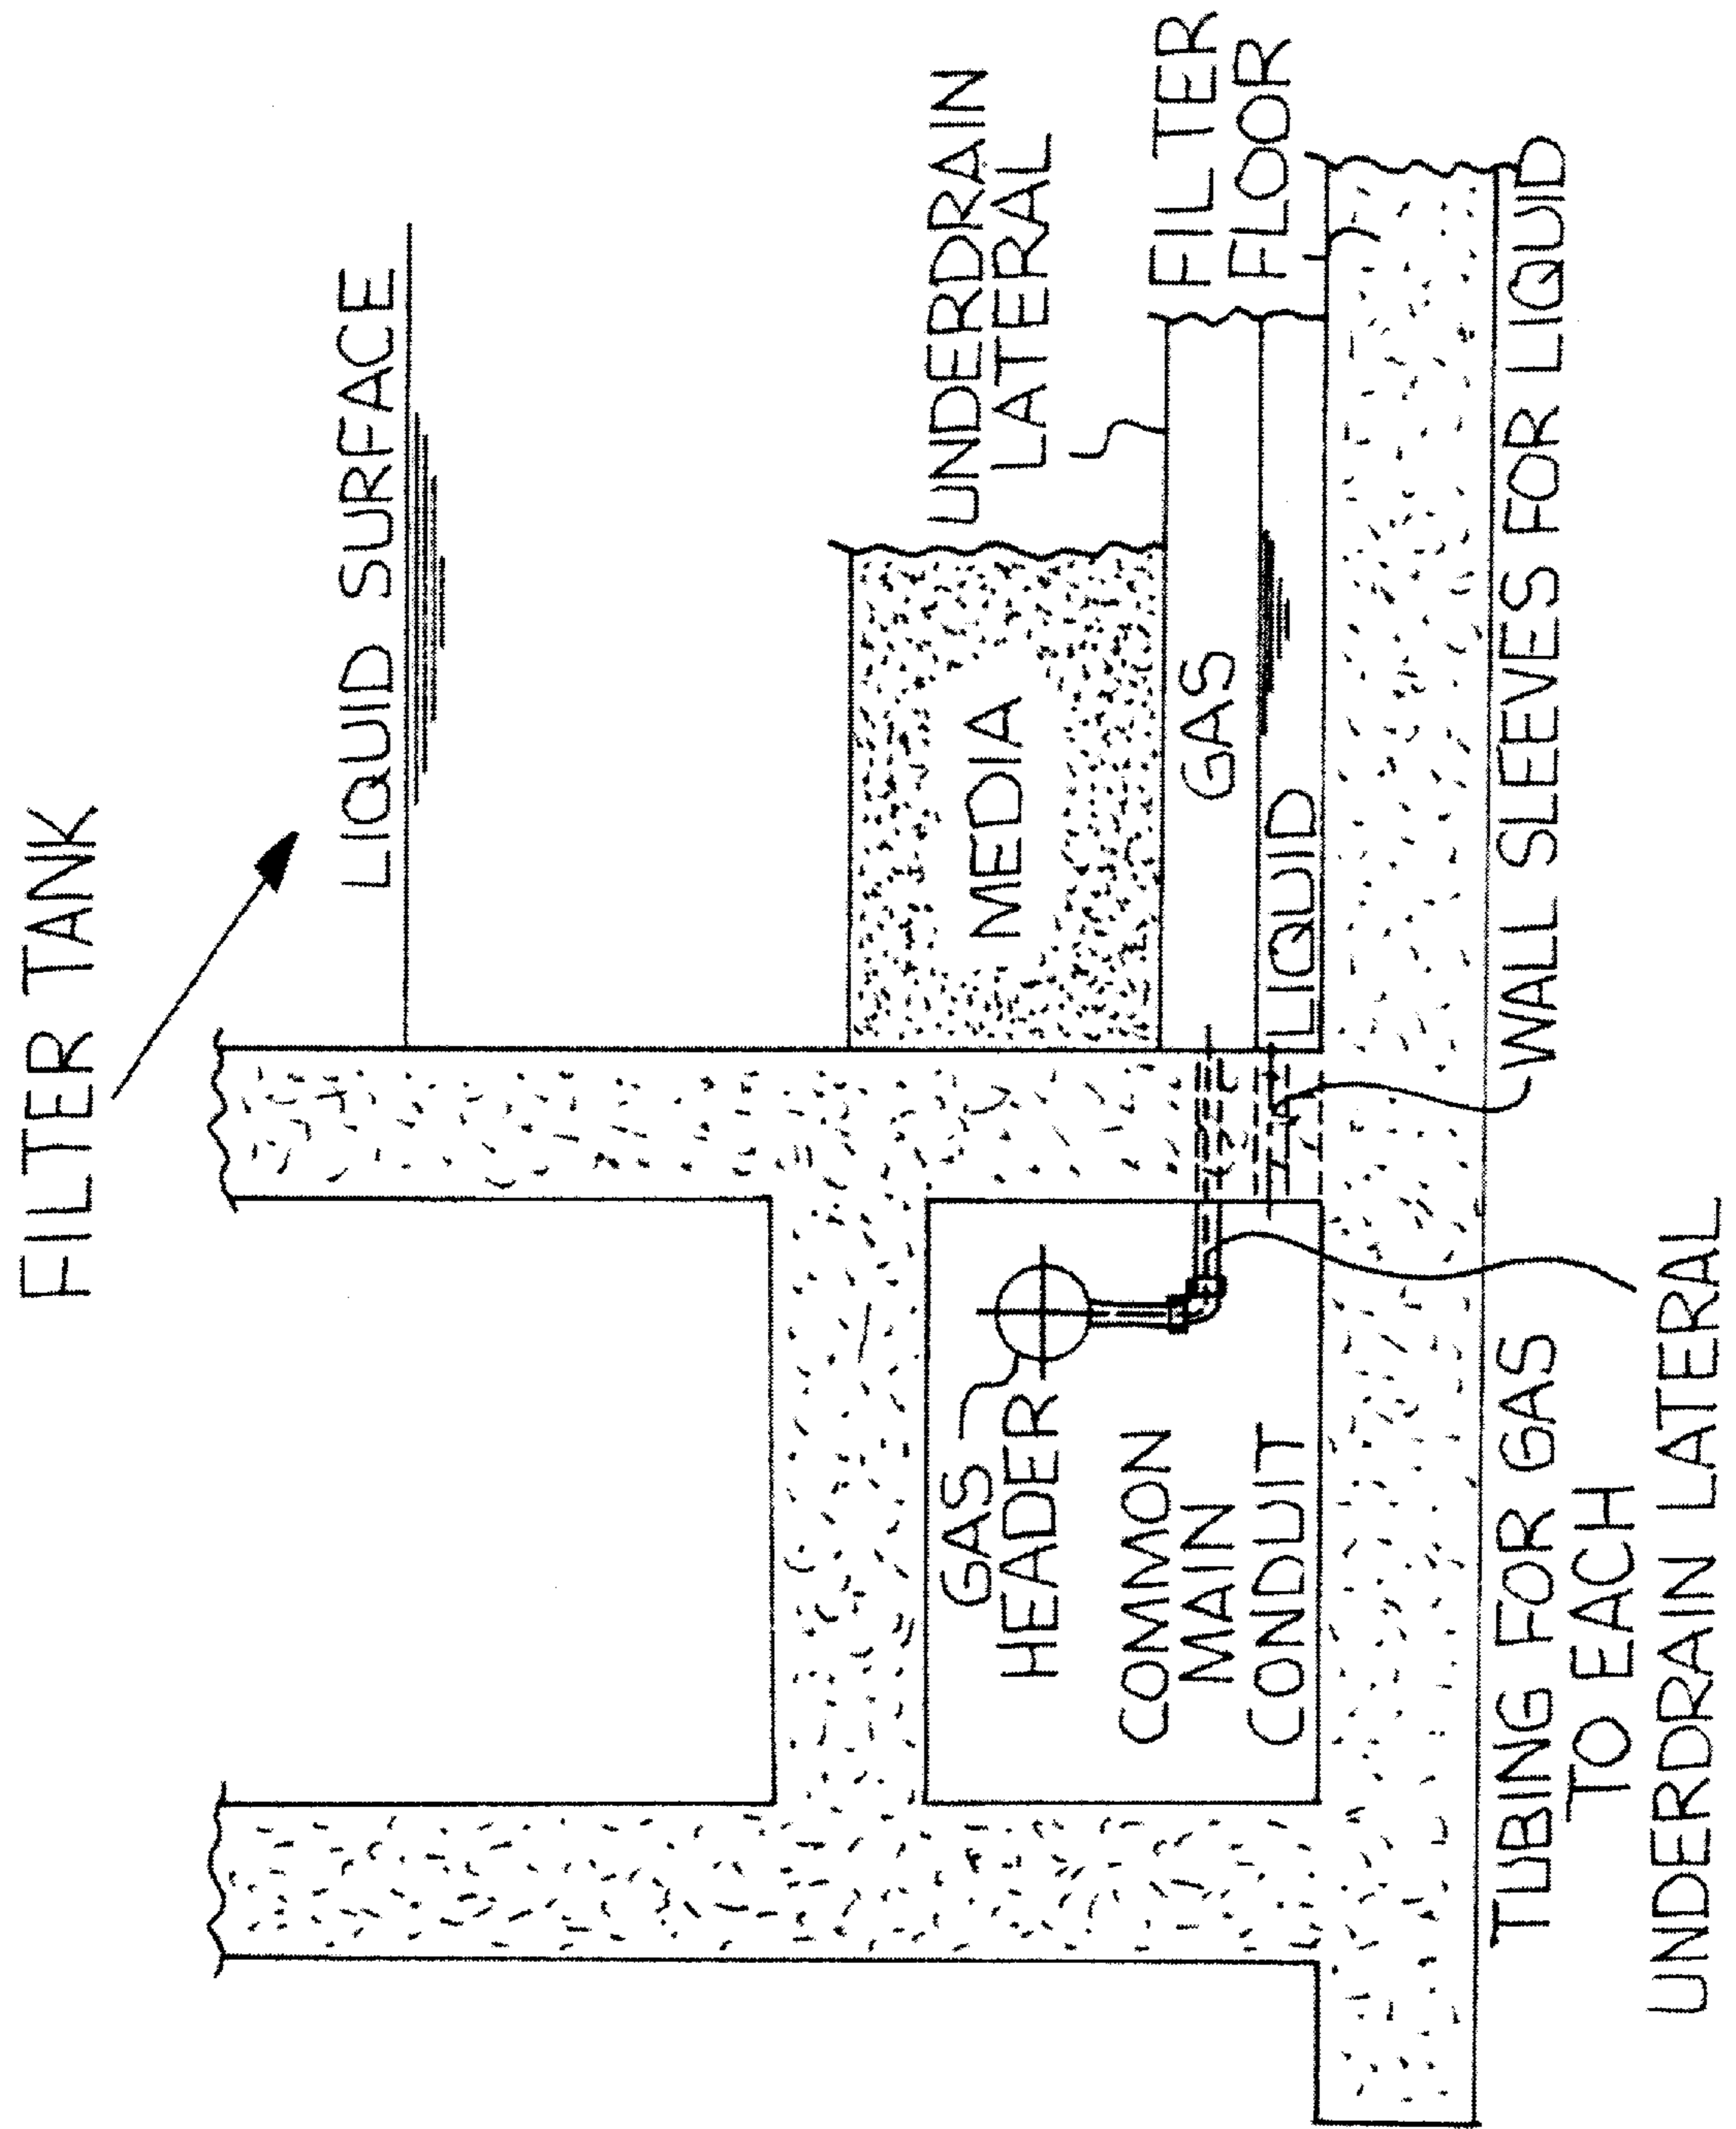 FILTER TANK
LIQUID SURFACE
UNDERDRAIN
LATERAL
FILTER
FLOOR
MEDIA
GAS
LIQUID
GAS
HEADER
COMMON
MAIN
CONDUIT
WALL SLEEVES FOR LIQUID
TUBING FOR GAS
TO EACH
UNDERDRAIN LATERAL